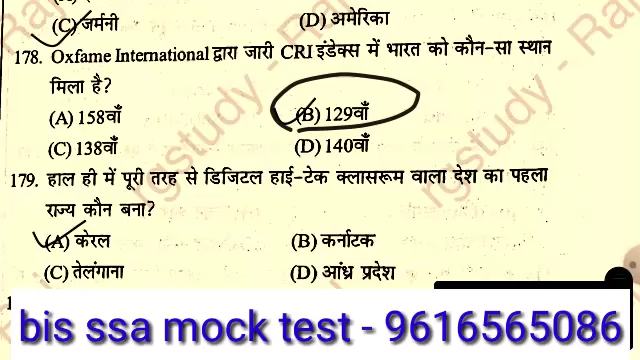 (C) जर्मनी (D) अमेरिका
178. Oxfame International द्वारा जारी CRI इंडेक्स में भारत को कौन-सा स्थान
मिला है?
(A) 158वाँ (B) 129वाँ
(C) 138वाँ (D) 140वाँ
179. हाल ही में पूरी तरह से डिजिटल हाई-टेक क्लासरूम वाला देश का पहला
राज्य कौन बना?
(A) केरल (B) कर्नाटक
(C) तेलंगाना (D) आंध्र प्रदेश
bis ssa mock test - 9616565086